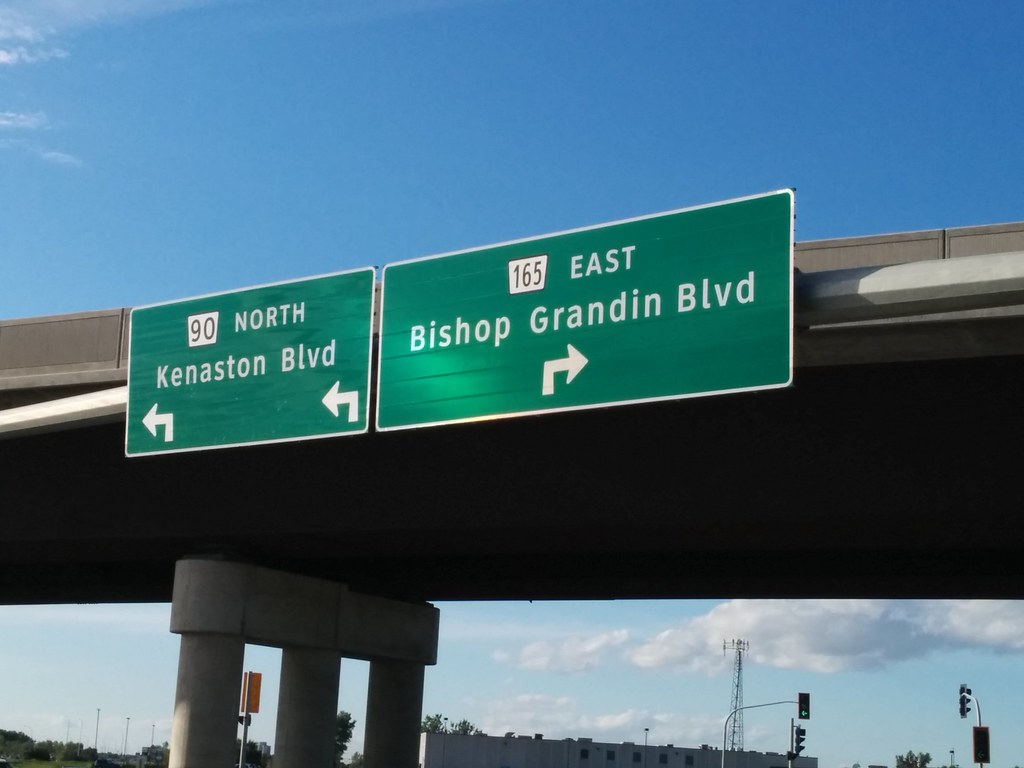 90 NORTH
Kenaston Blvd
165 EAST
Bishop Grandin Blvd